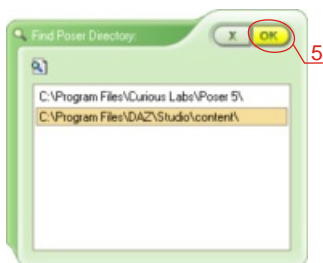 Find Poser Directory:
X OK
5
C:\Program Files\Curious Labs\Poser 5\
C:\Program Files\DAZ\Studio\content\